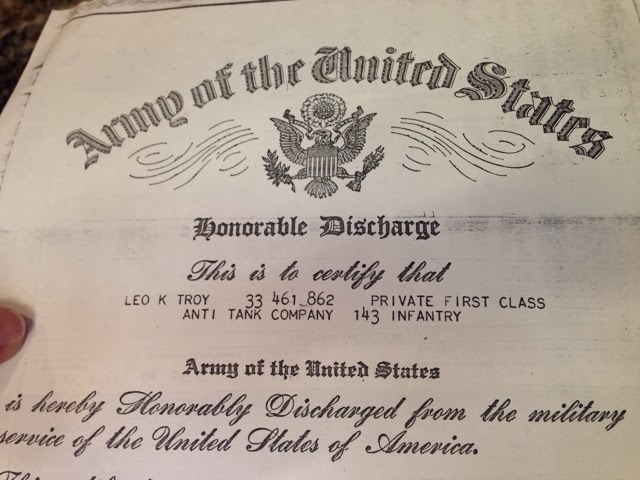 Army of the United States
Honorable Discharge
This is to certify that
LEO K TROY 33 461 862 PRIVATE FIRST CLASS
ANTI TANK COMPANY 143 INFANTRY
Army of the United States
is hereby Honorably Discharged from the military
service of the United States of America.